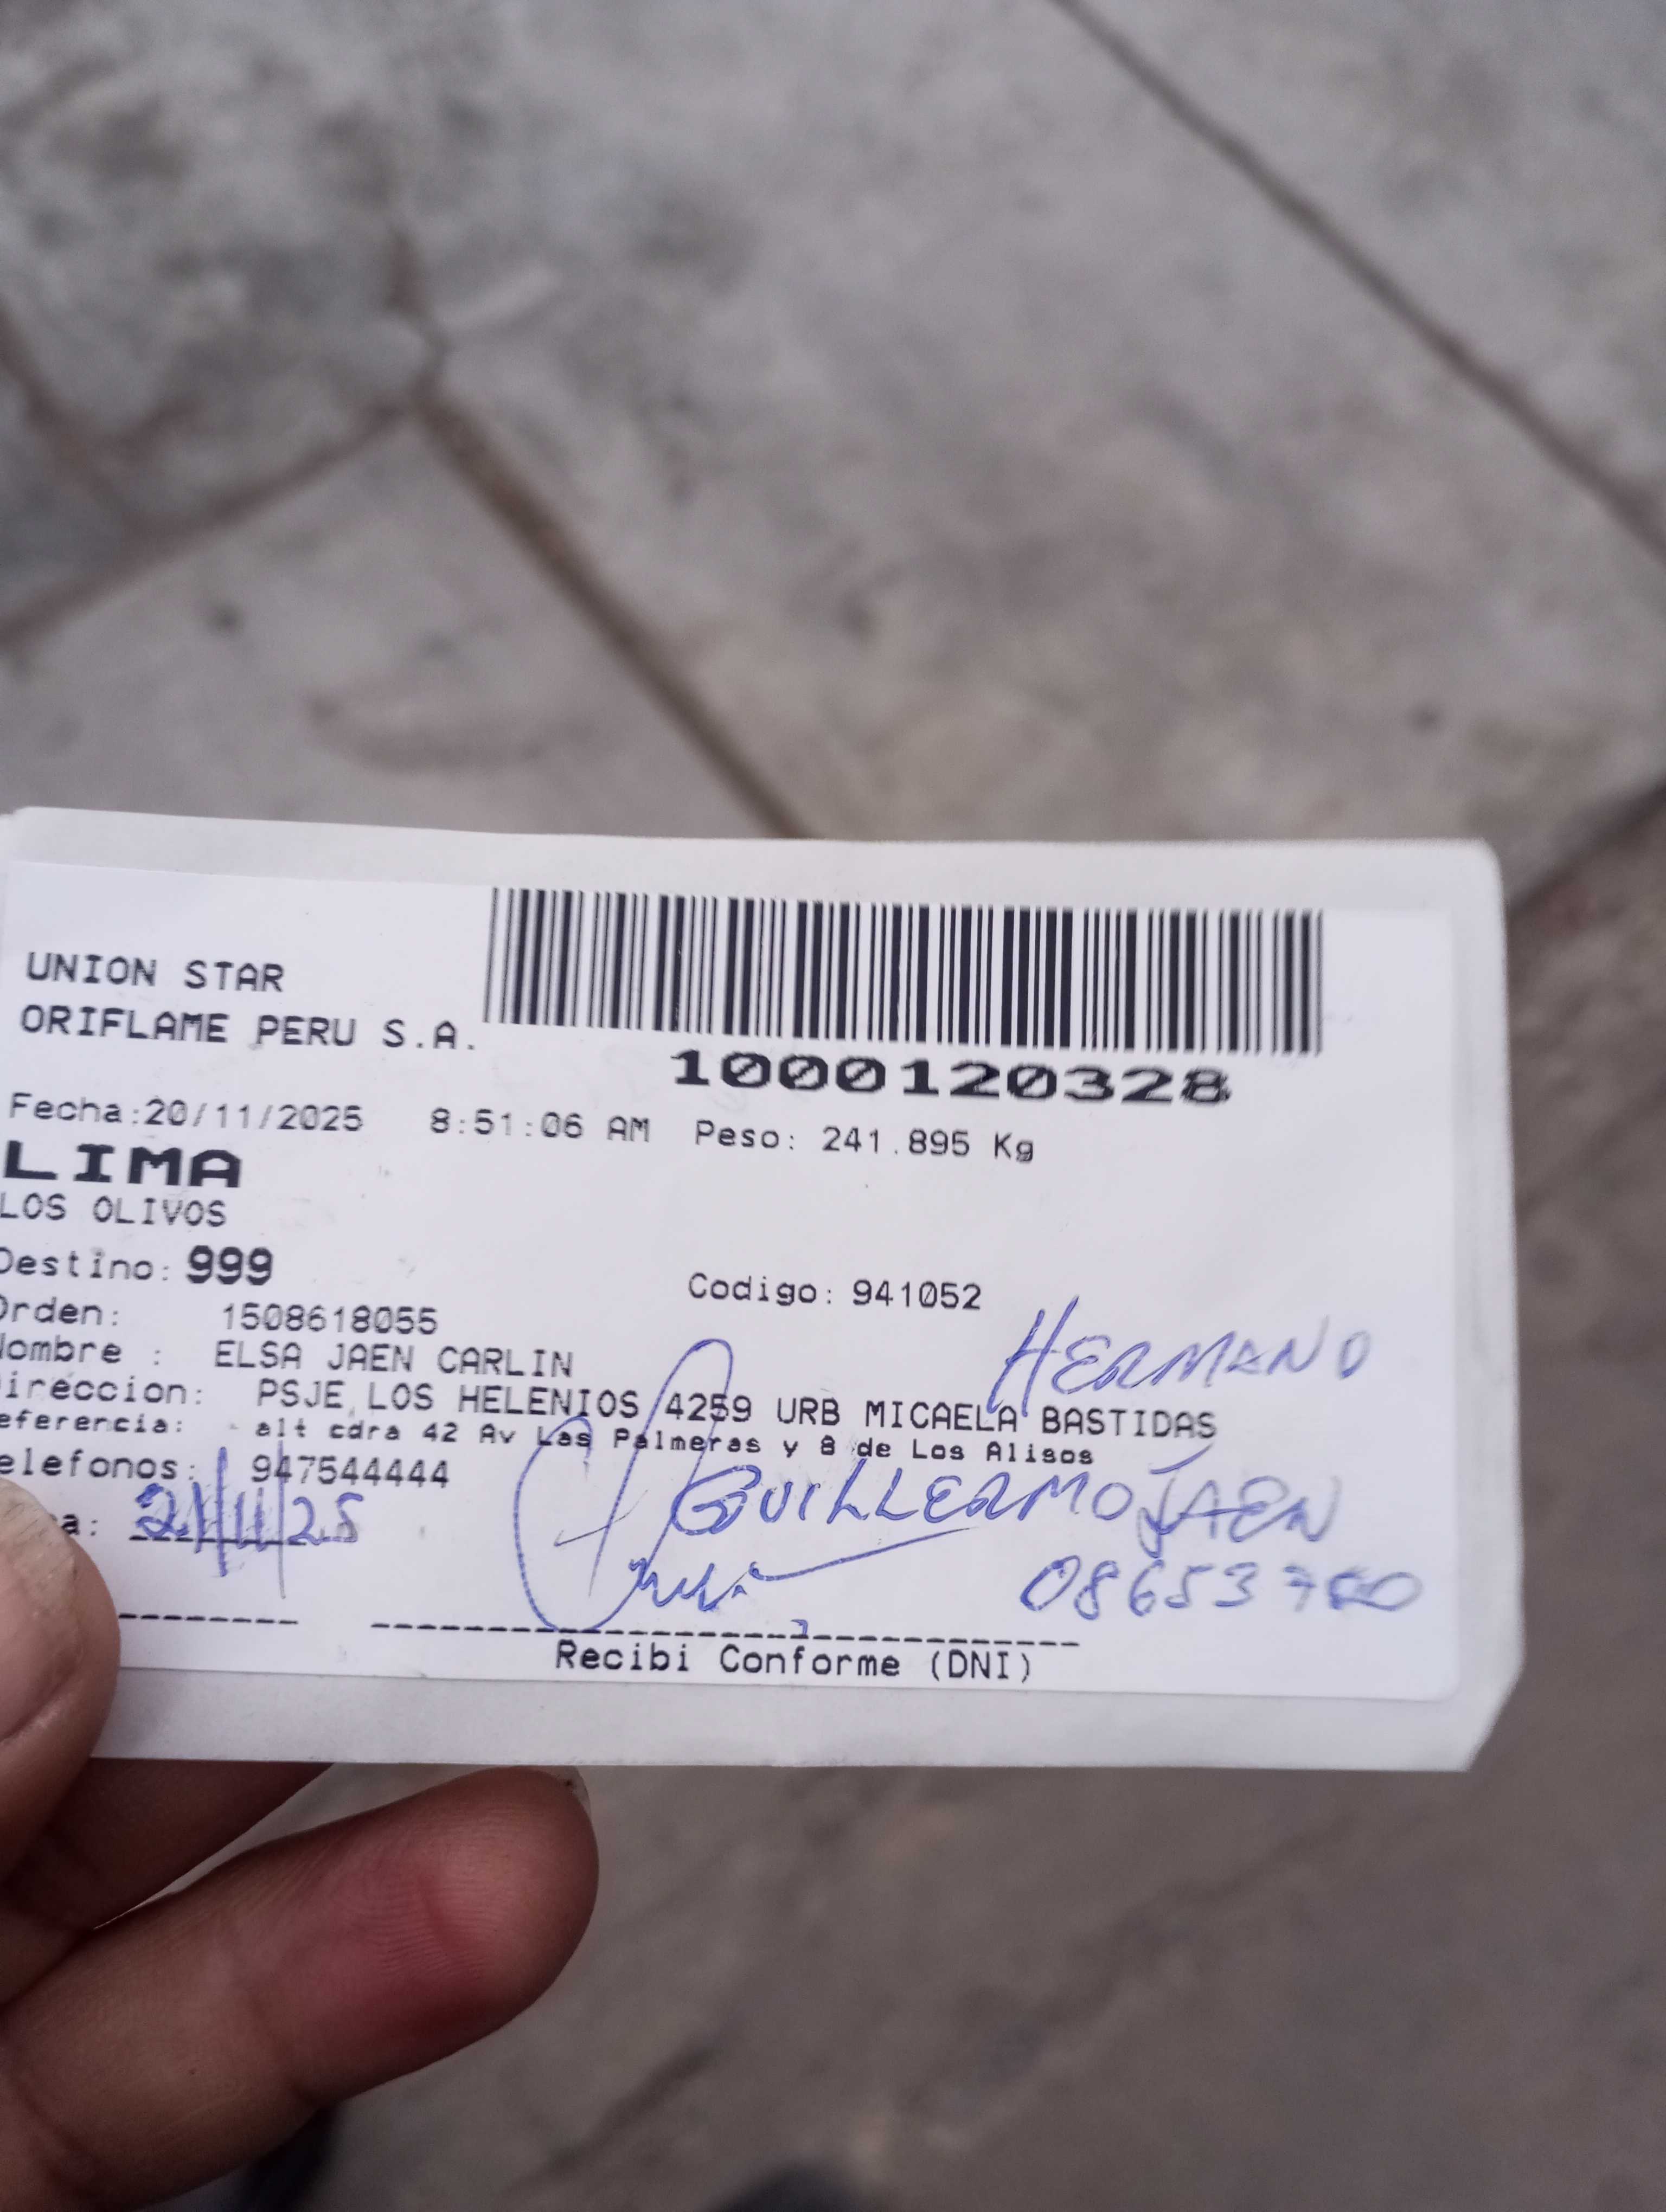 UNION STAR
ORIFLAME PERU S.A.
1000120328
Fecha:20/11/2025 8:51:06 AM Peso: 241.895 Kg
LIMA
LOS OLIVOS
Destino: 999 Codigo: 941052
Orden: 1508618055
Nombre : ELSA JAEN CARLIN
HERMANO
Direccion: PSJE LOS HELENIOS 4259 URB MICAELA BASTIDAS
eferencia: alt cdra 42 Av Las Palmeras y 8 de Los Alisos
elefonos: 947544444
GUILLERMO JAEN
a: 21/11/25
Recibi Conforme (DNI)